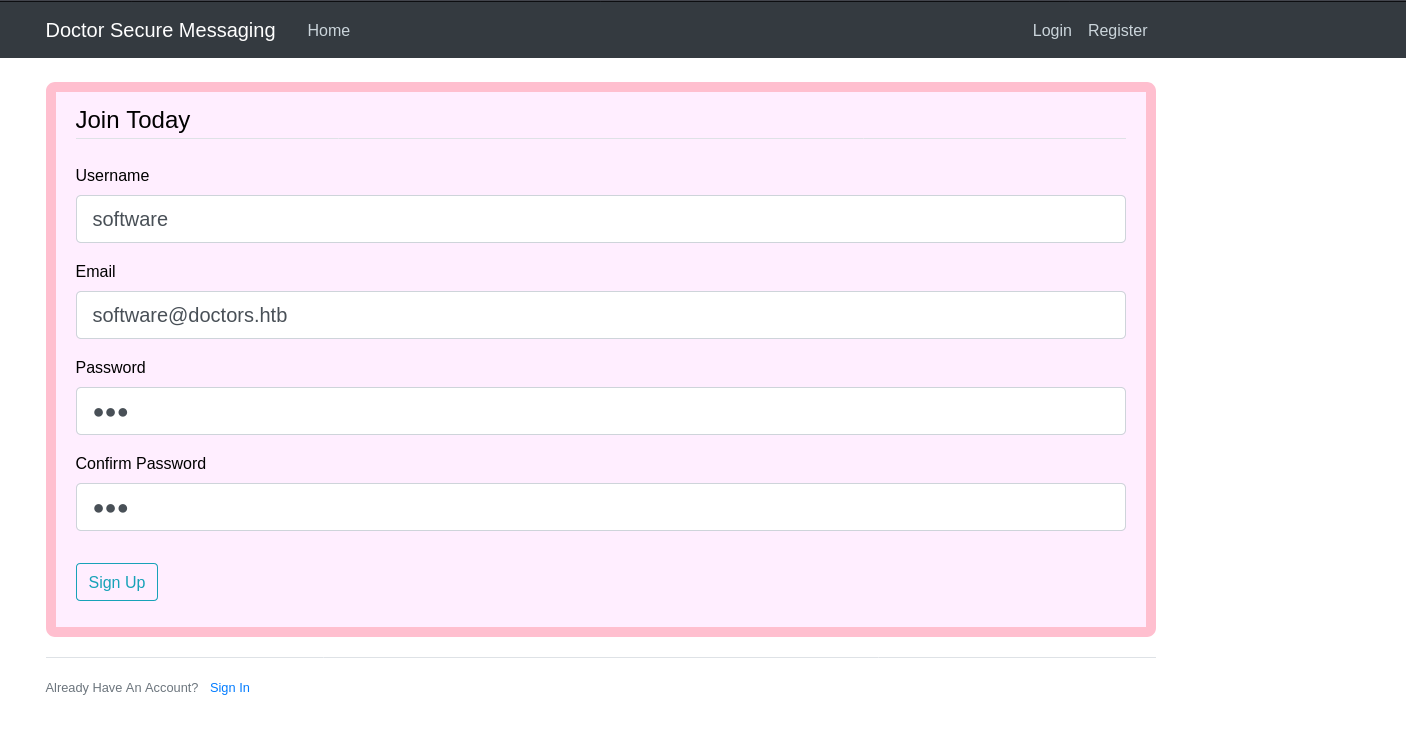 Doctor Secure Messaging Home Login Register
Join Today
Username
software
Email
software@doctors.htb
Password
●●●
Confirm Password
●●●
Sign Up
Already Have An Account? Sign In